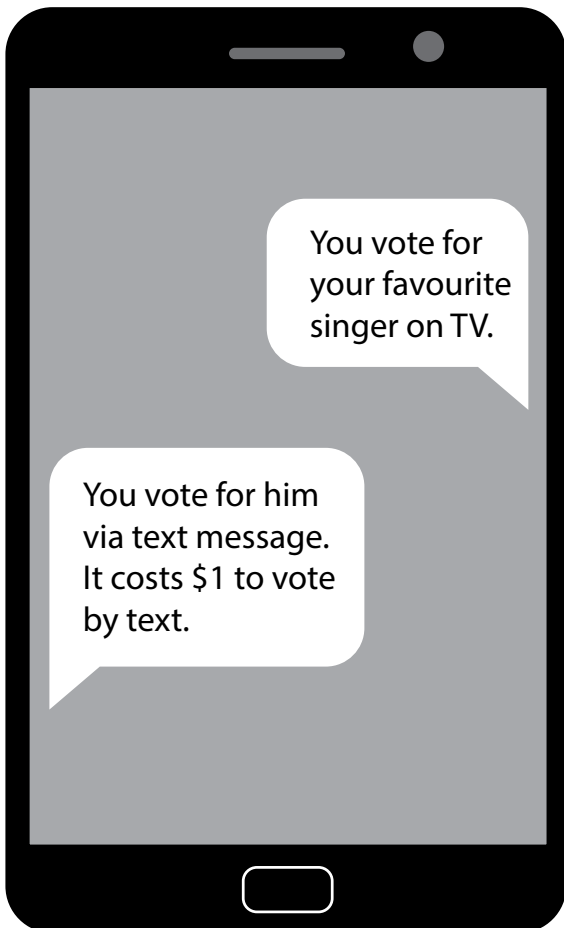 You vote for
your favourite
singer on TV.
You vote for him
via text message.
It costs $1 to vote
by text.